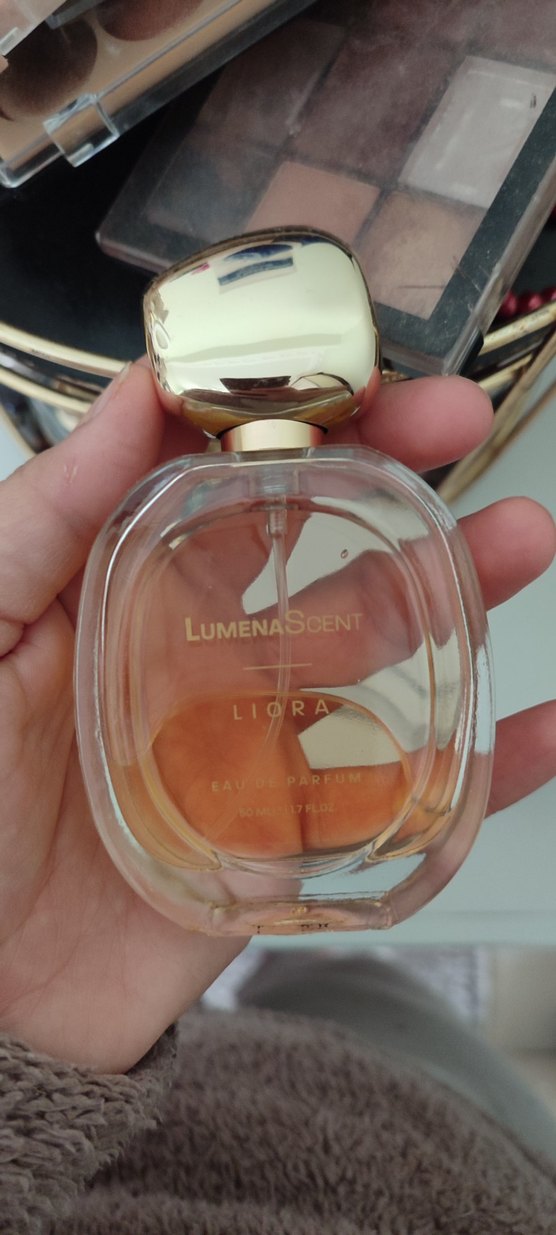 LUMENASCENT
LIORA
EAU DE PARFUM
50 ML ℮ | 1.7 FL.OZ.